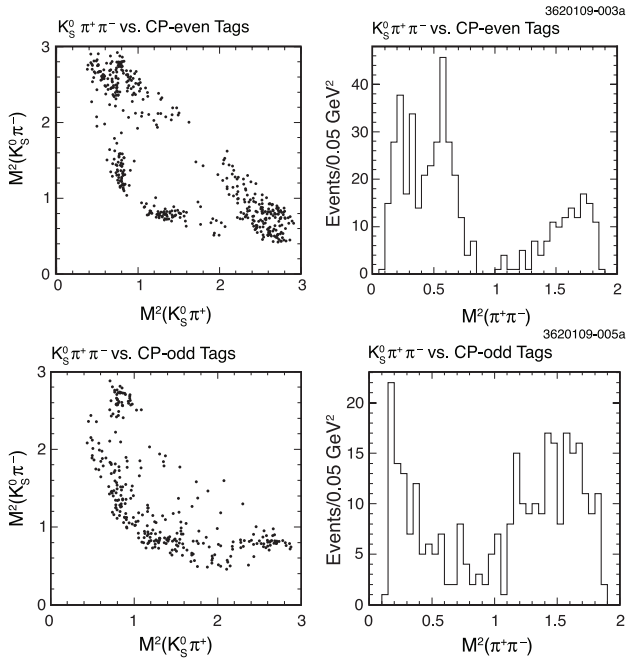 3620109-003a
K⁰S π⁺π⁻ vs. CP-even Tags
3
2
1
0
M²(K⁰S π⁻)
0
1
2
3
M²(K⁰S π⁺)
K⁰S π⁺π⁻ vs. CP-even Tags
40
30
20
10
0
Events/0.05 GeV²
0
0.5
1
1.5
2
M²(π⁺π⁻)
3620109-005a
K⁰S π⁺π⁻ vs. CP-odd Tags
3
2
1
0
M²(K⁰S π⁻)
0
1
2
3
M²(K⁰S π⁺)
K⁰S π⁺π⁻ vs. CP-odd Tags
20
15
10
5
0
Events/0.05 GeV²
0
0.5
1
1.5
2
M²(π⁺π⁻)